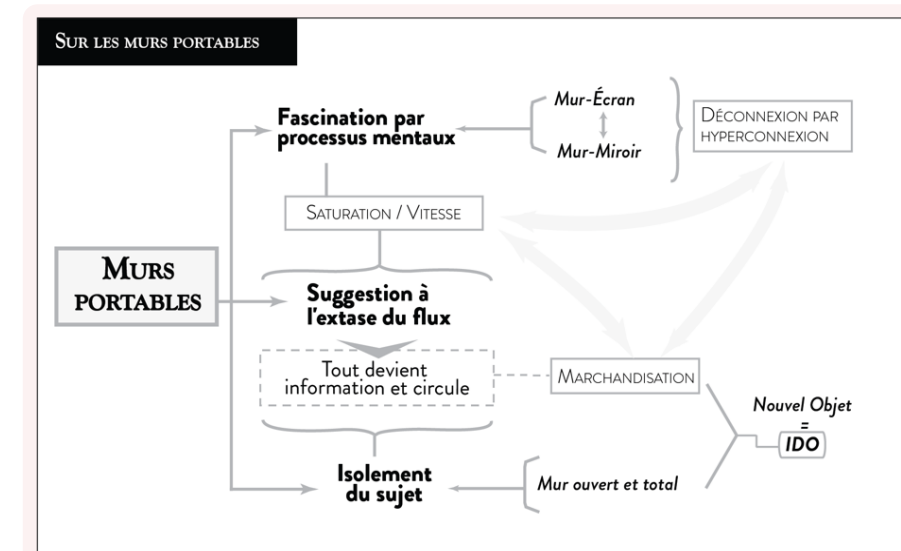 SUR LES MURS PORTABLES
Fascination par
processus mentaux
Mur-Écran
Mur-Miroir
DÉCONNEXION PAR
HYPERCONNEXION
SATURATION / VITESSE
MURS
PORTABLES
Suggestion à
l'extase du flux
Tout devient
information et circule
MARCHANDISATION
Nouvel Objet
=
IDO
Isolement
du sujet
Mur ouvert et total